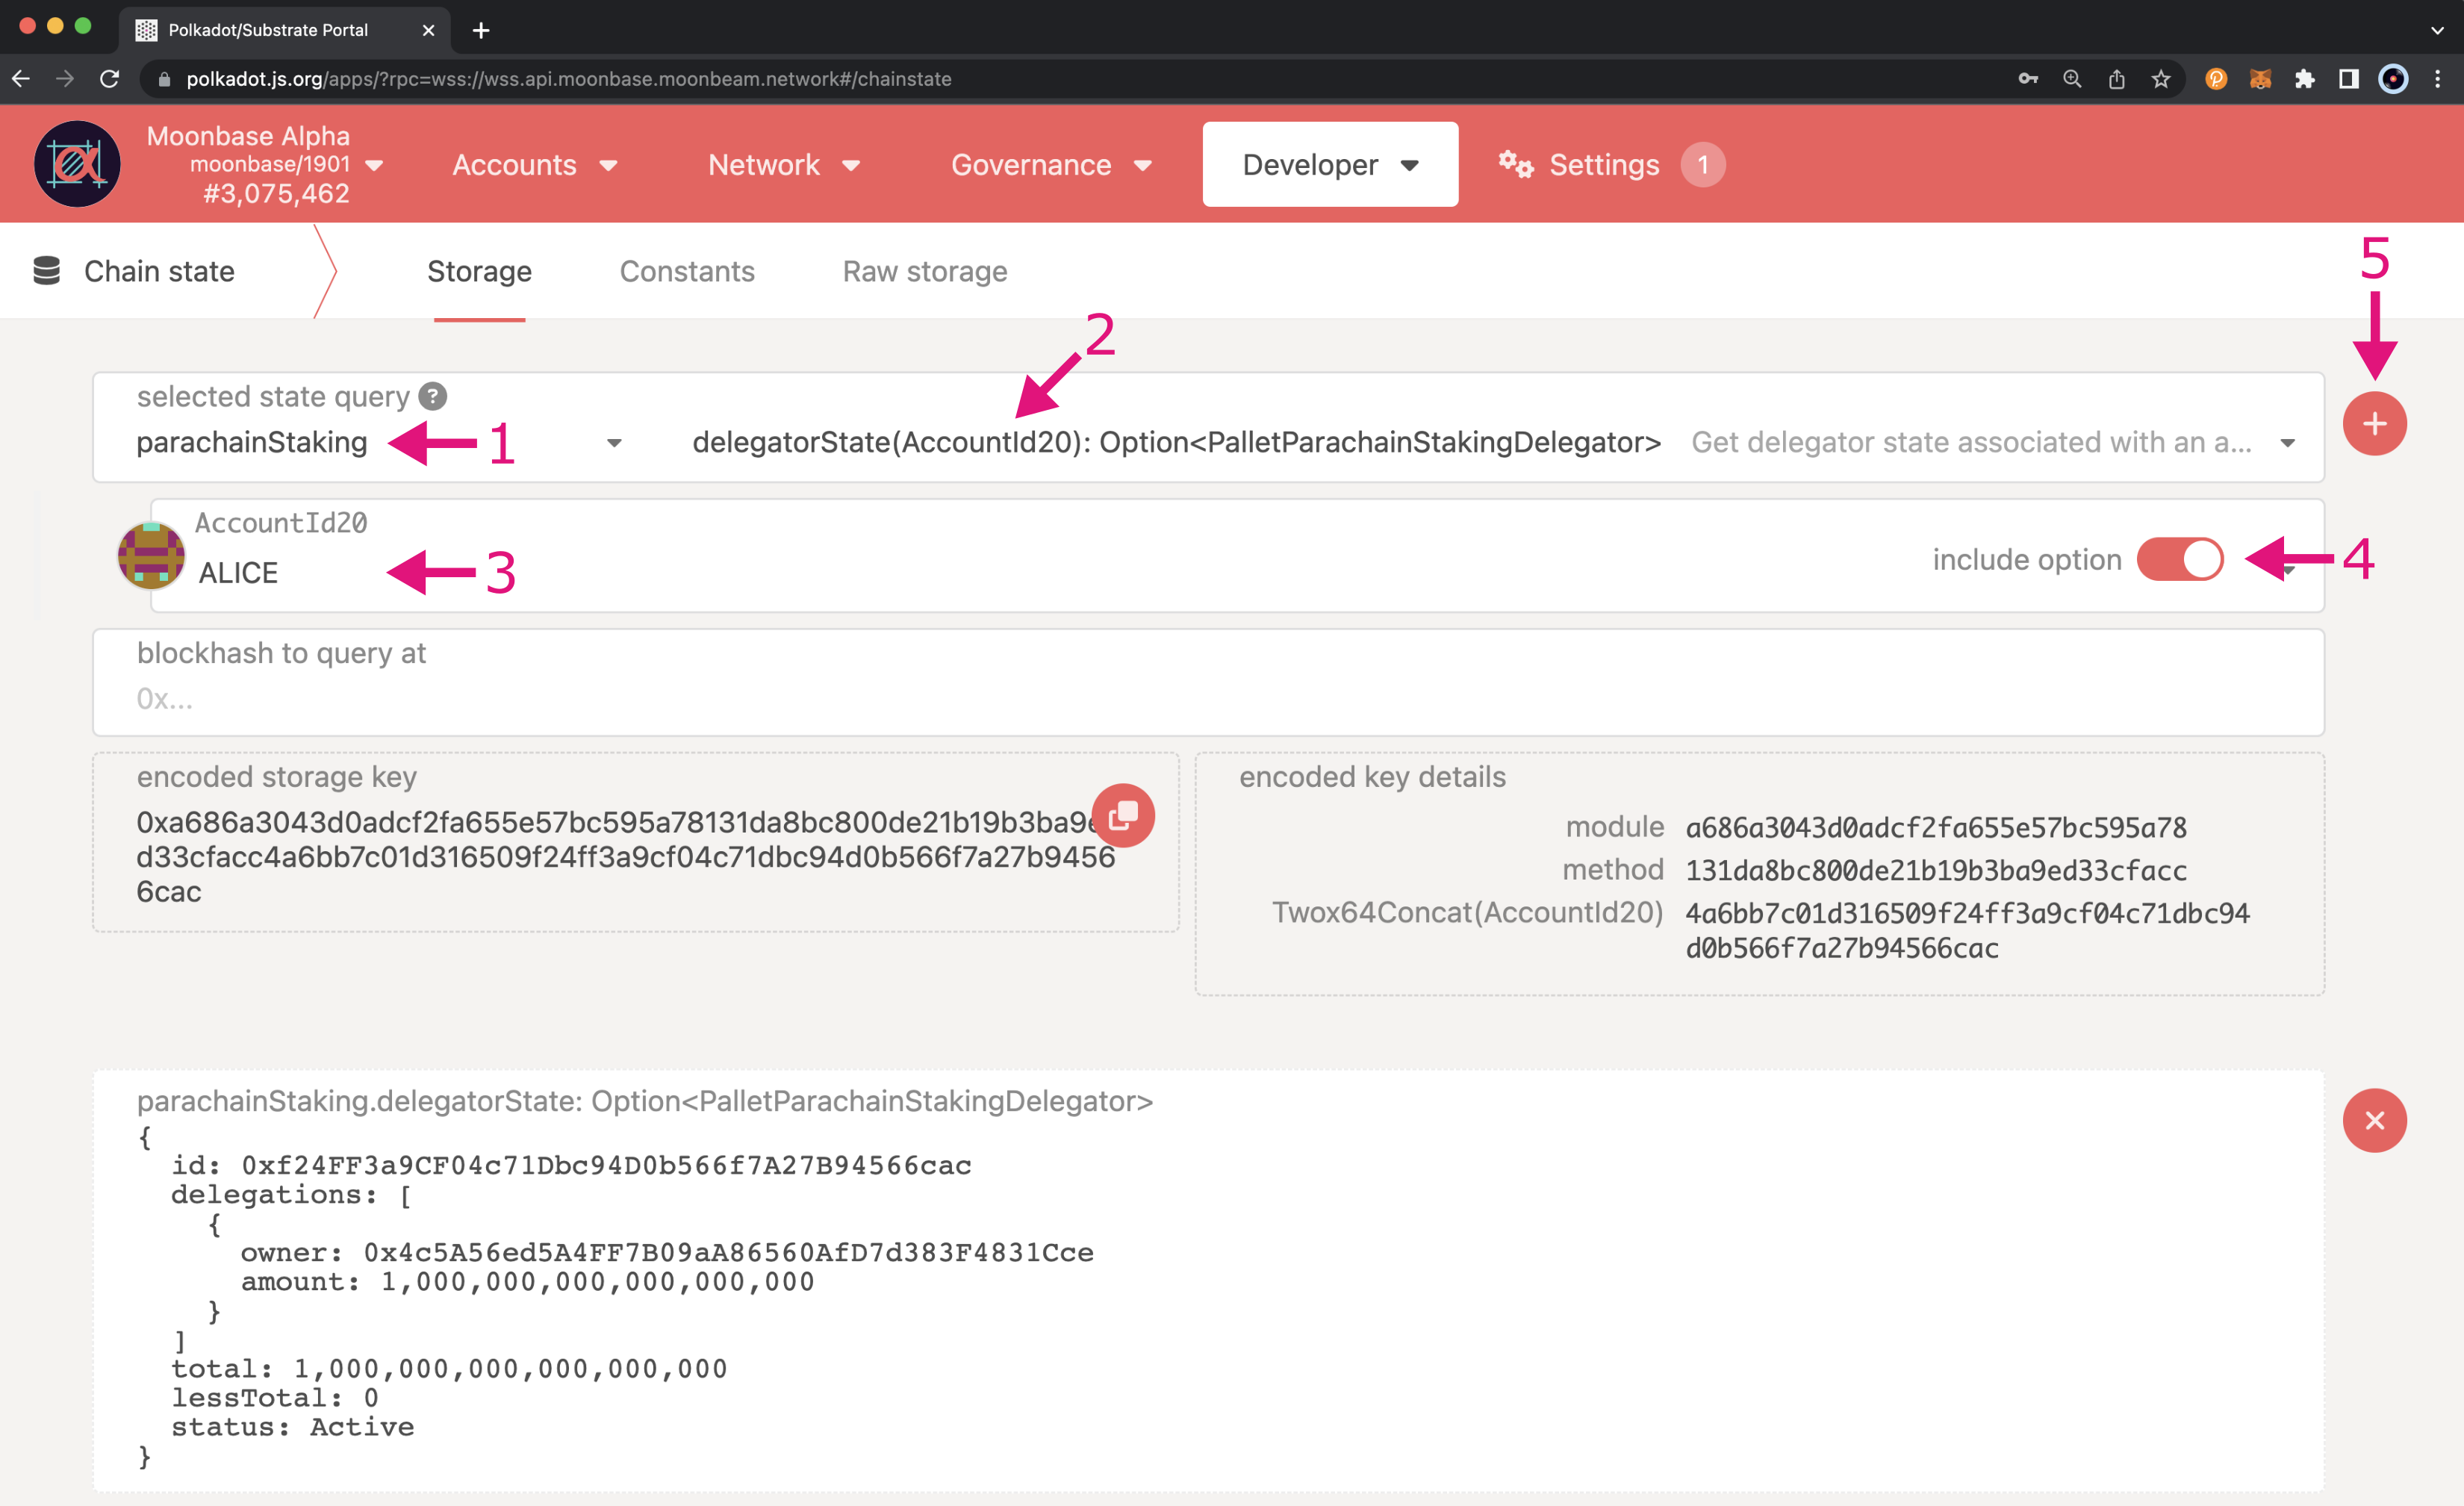 Polkadot/Substrate Portal
polkadot.js.org/apps/?rpc=wss://wss.api.moonbase.moonbeam.network#/chainstate
Moonbase Alpha
moonbase/1901
#3,075,462
Accounts
Network
Governance
Developer
Settings
1
Chain state
Storage
Constants
Raw storage
5
2
selected state query ?
parachainStaking
1
delegatorState(AccountId20): Option<PalletParachainStakingDelegator>
Get delegator state associated with an a...
AccountId20
ALICE
3
include option
4
blockhash to query at
0x...
encoded storage key
0xa686a3043d0adcf2fa655e57bc595a78131da8bc800de21b19b3ba9e
d33cfacc4a6bb7c01d316509f24ff3a9cf04c71dbc94d0b566f7a27b9456
6cac
encoded key details
module a686a3043d0adcf2fa655e57bc595a78
method 131da8bc800de21b19b3ba9ed33cfacc
Twox64Concat(AccountId20) 4a6bb7c01d316509f24ff3a9cf04c71dbc94
d0b566f7a27b94566cac
parachainStaking.delegatorState: Option<PalletParachainStakingDelegator>
{
id: 0xf24FF3a9CF04c71Dbc94D0b566f7A27B94566cac
delegations: [
{
owner: 0x4c5A56ed5A4FF7B09aA86560AfD7d383F4831Cce
amount: 1,000,000,000,000,000,000
}
]
total: 1,000,000,000,000,000,000
lessTotal: 0
status: Active
}